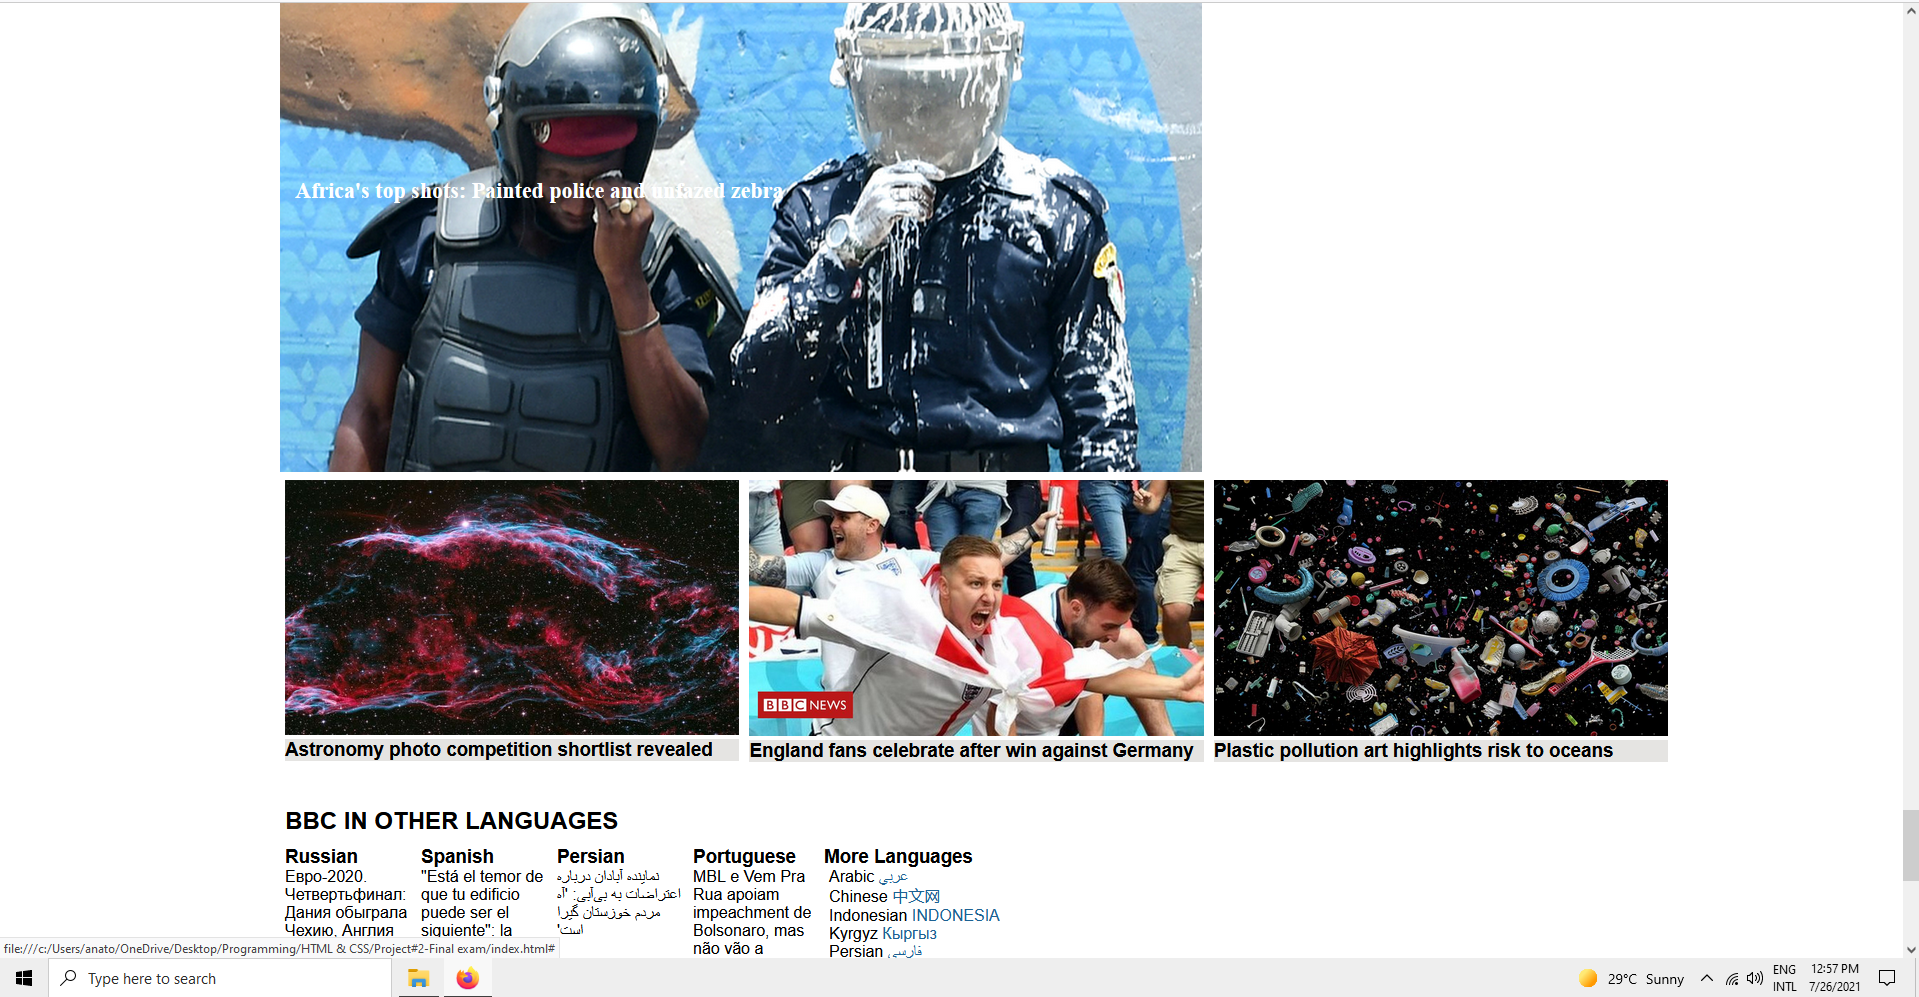 Africa's top shots: Painted police and unfazed zebra
BBC NEWS
Astronomy photo competition shortlist revealed
England fans celebrate after win against Germany
Plastic pollution art highlights risk to oceans
BBC IN OTHER LANGUAGES
Russian
Евро-2020.
Четвертьфинал:
Дания обыграла
Чехию, Англия
Spanish
"Está el temor de
que tu edificio
puede ser el
siguiente": la
Persian
نماینده آبادان درباره
اعتراضات به بی‌آبی: 'آه
مردم خوزستان گیرا
است'
Portuguese
MBL e Vem Pra
Rua apoiam
impeachment de
Bolsonaro, mas
não vão a
More Languages
Arabic عربي
Chinese 中文网
Indonesian INDONESIA
Kyrgyz Кыргыз
Persian فارسی
file:///c:/Users/anato/OneDrive/Desktop/Programming/HTML & CSS/Project#2-Final exam/index.html#
Type here to search
29°C Sunny
ENG
INTL
12:57 PM
7/26/2021